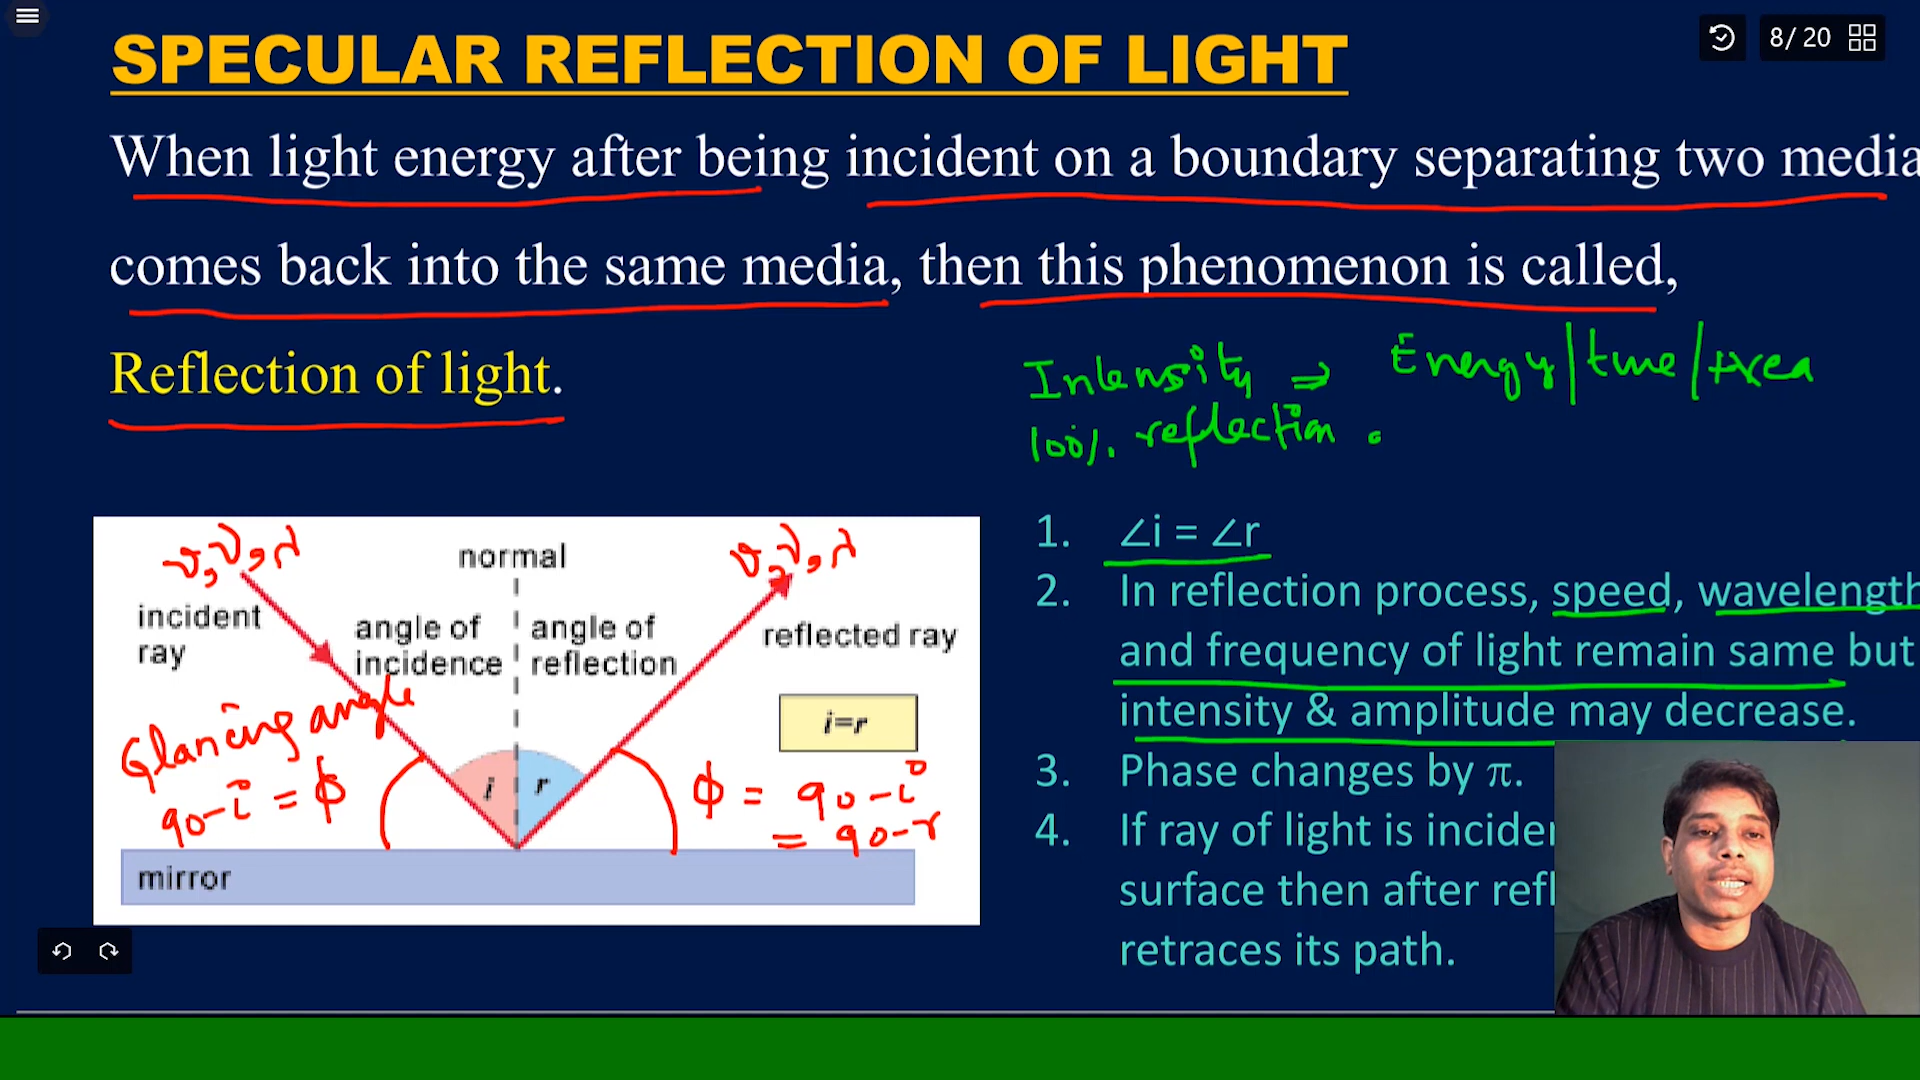 SPECULAR REFLECTION OF LIGHT
8/ 20
When light energy after being incident on a boundary separating two media
comes back into the same media, then this phenomenon is called,
Reflection of light.
Intensity ⇒ Energy/time/Area
100%. reflection.
v, ν, λ
normal
v, ν, λ
incident
ray
angle of
incidence
angle of
reflection
reflected ray
Glancing angle
90-i = ϕ
i=r
i
r
ϕ = 90-i
= 90-r
mirror
1. ∠i = ∠r
2. In reflection process, speed, wavelength
and frequency of light remain same but
intensity & amplitude may decrease.
3. Phase changes by π.
4. If ray of light is
surface then after
retraces its path.